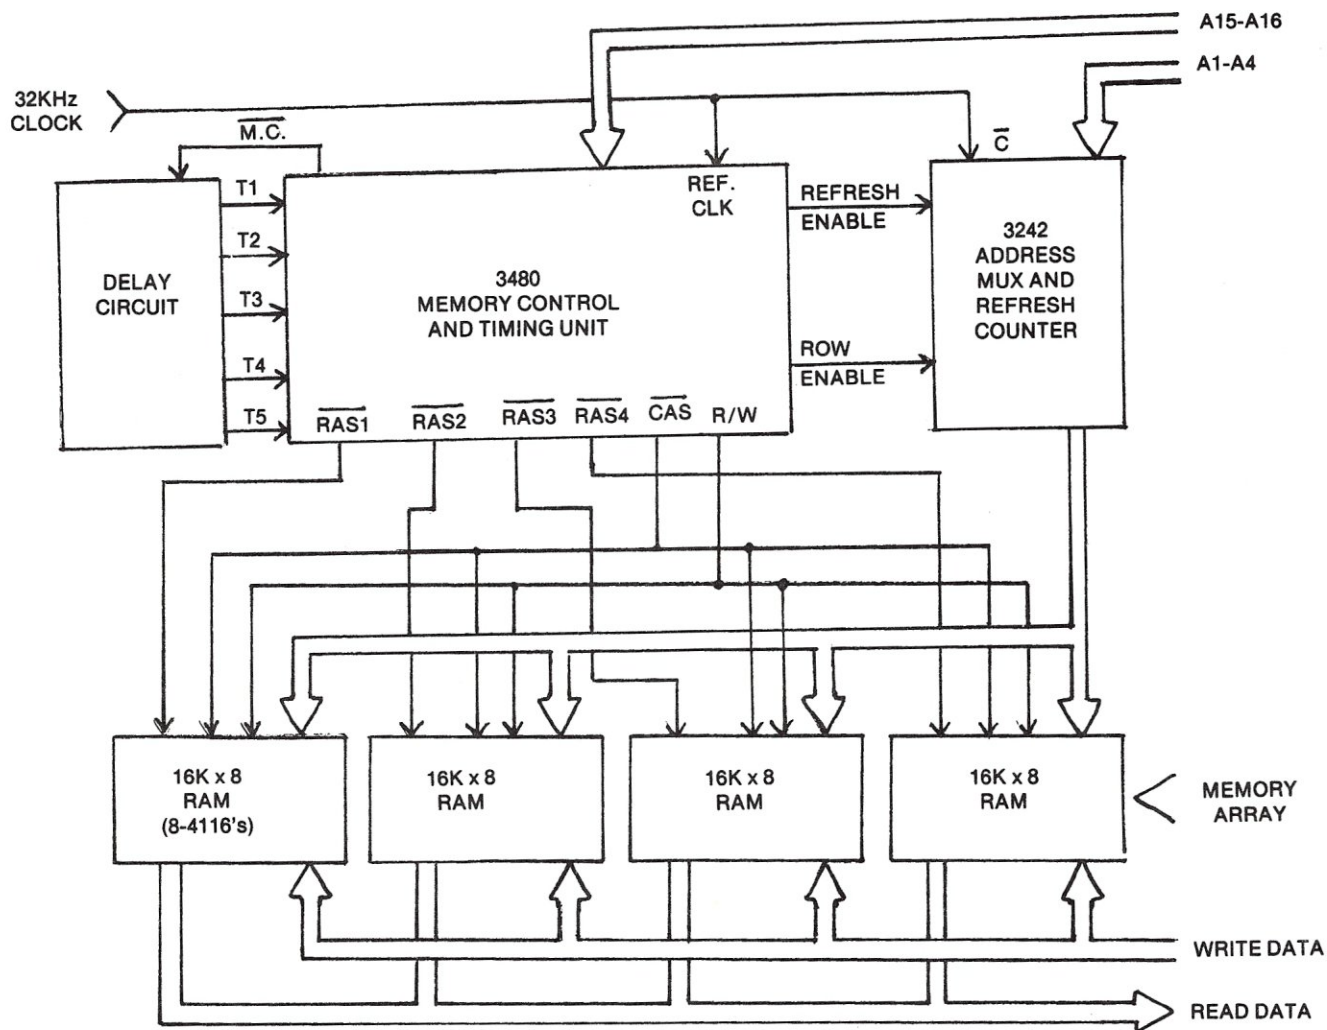 A15-A16
A1-A4
32KHz
CLOCK
M.C.
C
T1
T2
T3
T4
T5
DELAY
CIRCUIT
REF.
CLK
3480
MEMORY CONTROL
AND TIMING UNIT
RAS1
RAS2
RAS3
RAS4
CAS
R/W
REFRESH
ENABLE
ROW
ENABLE
3242
ADDRESS
MUX AND
REFRESH
COUNTER
16K x 8
RAM
(8-4116's)
16K x 8
RAM
16K x 8
RAM
16K x 8
RAM
MEMORY
ARRAY
WRITE DATA
READ DATA